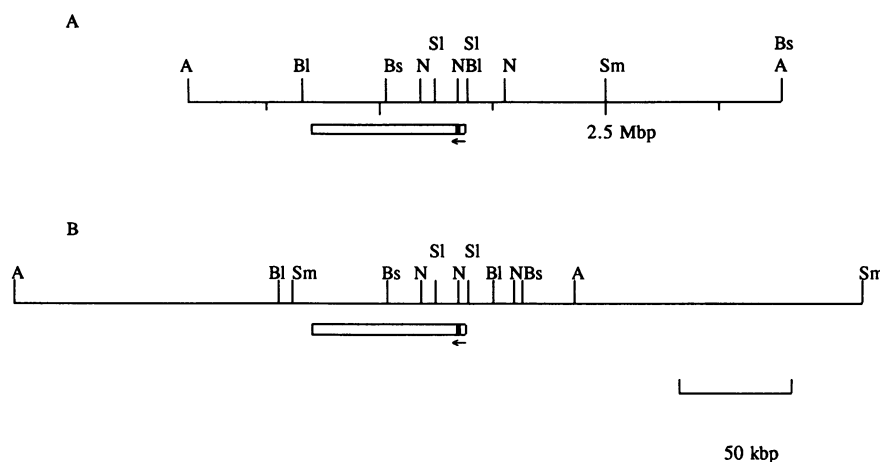 A
Sl Sl Bs
A Bl Bs N N Bl N Sm A
2.5 Mbp
B
Sl Sl
A Bl Sm Bs N N Bl N Bs A Sm
50 kbp